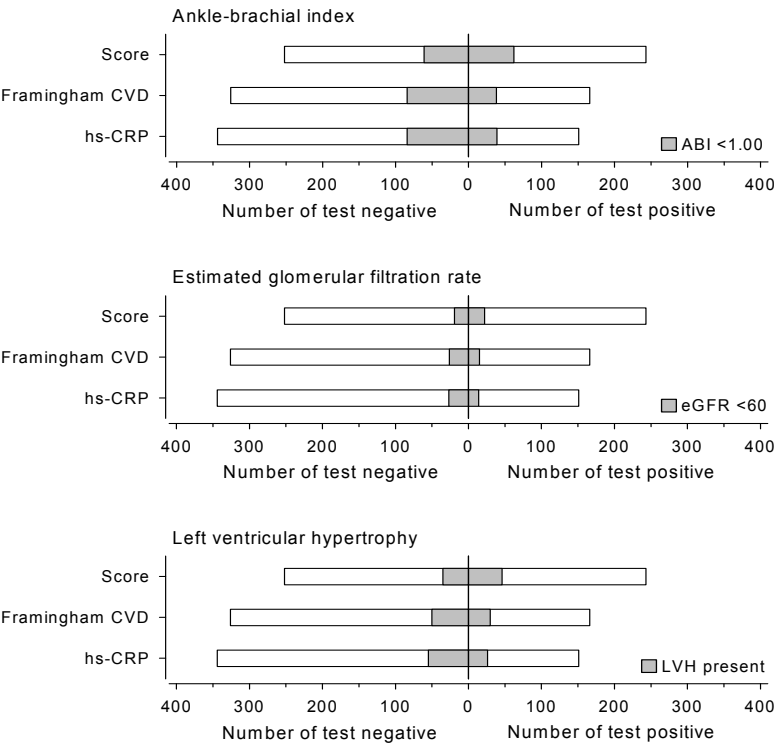 Ankle-brachial index
Score
Framingham CVD
hs-CRP
ABI <1.00
400 300 200 100 0 100 200 300 400
Number of test negative Number of test positive
Estimated glomerular filtration rate
Score
Framingham CVD
hs-CRP
eGFR <60
400 300 200 100 0 100 200 300 400
Number of test negative Number of test positive
Left ventricular hypertrophy
Score
Framingham CVD
hs-CRP
LVH present
400 300 200 100 0 100 200 300 400
Number of test negative Number of test positive